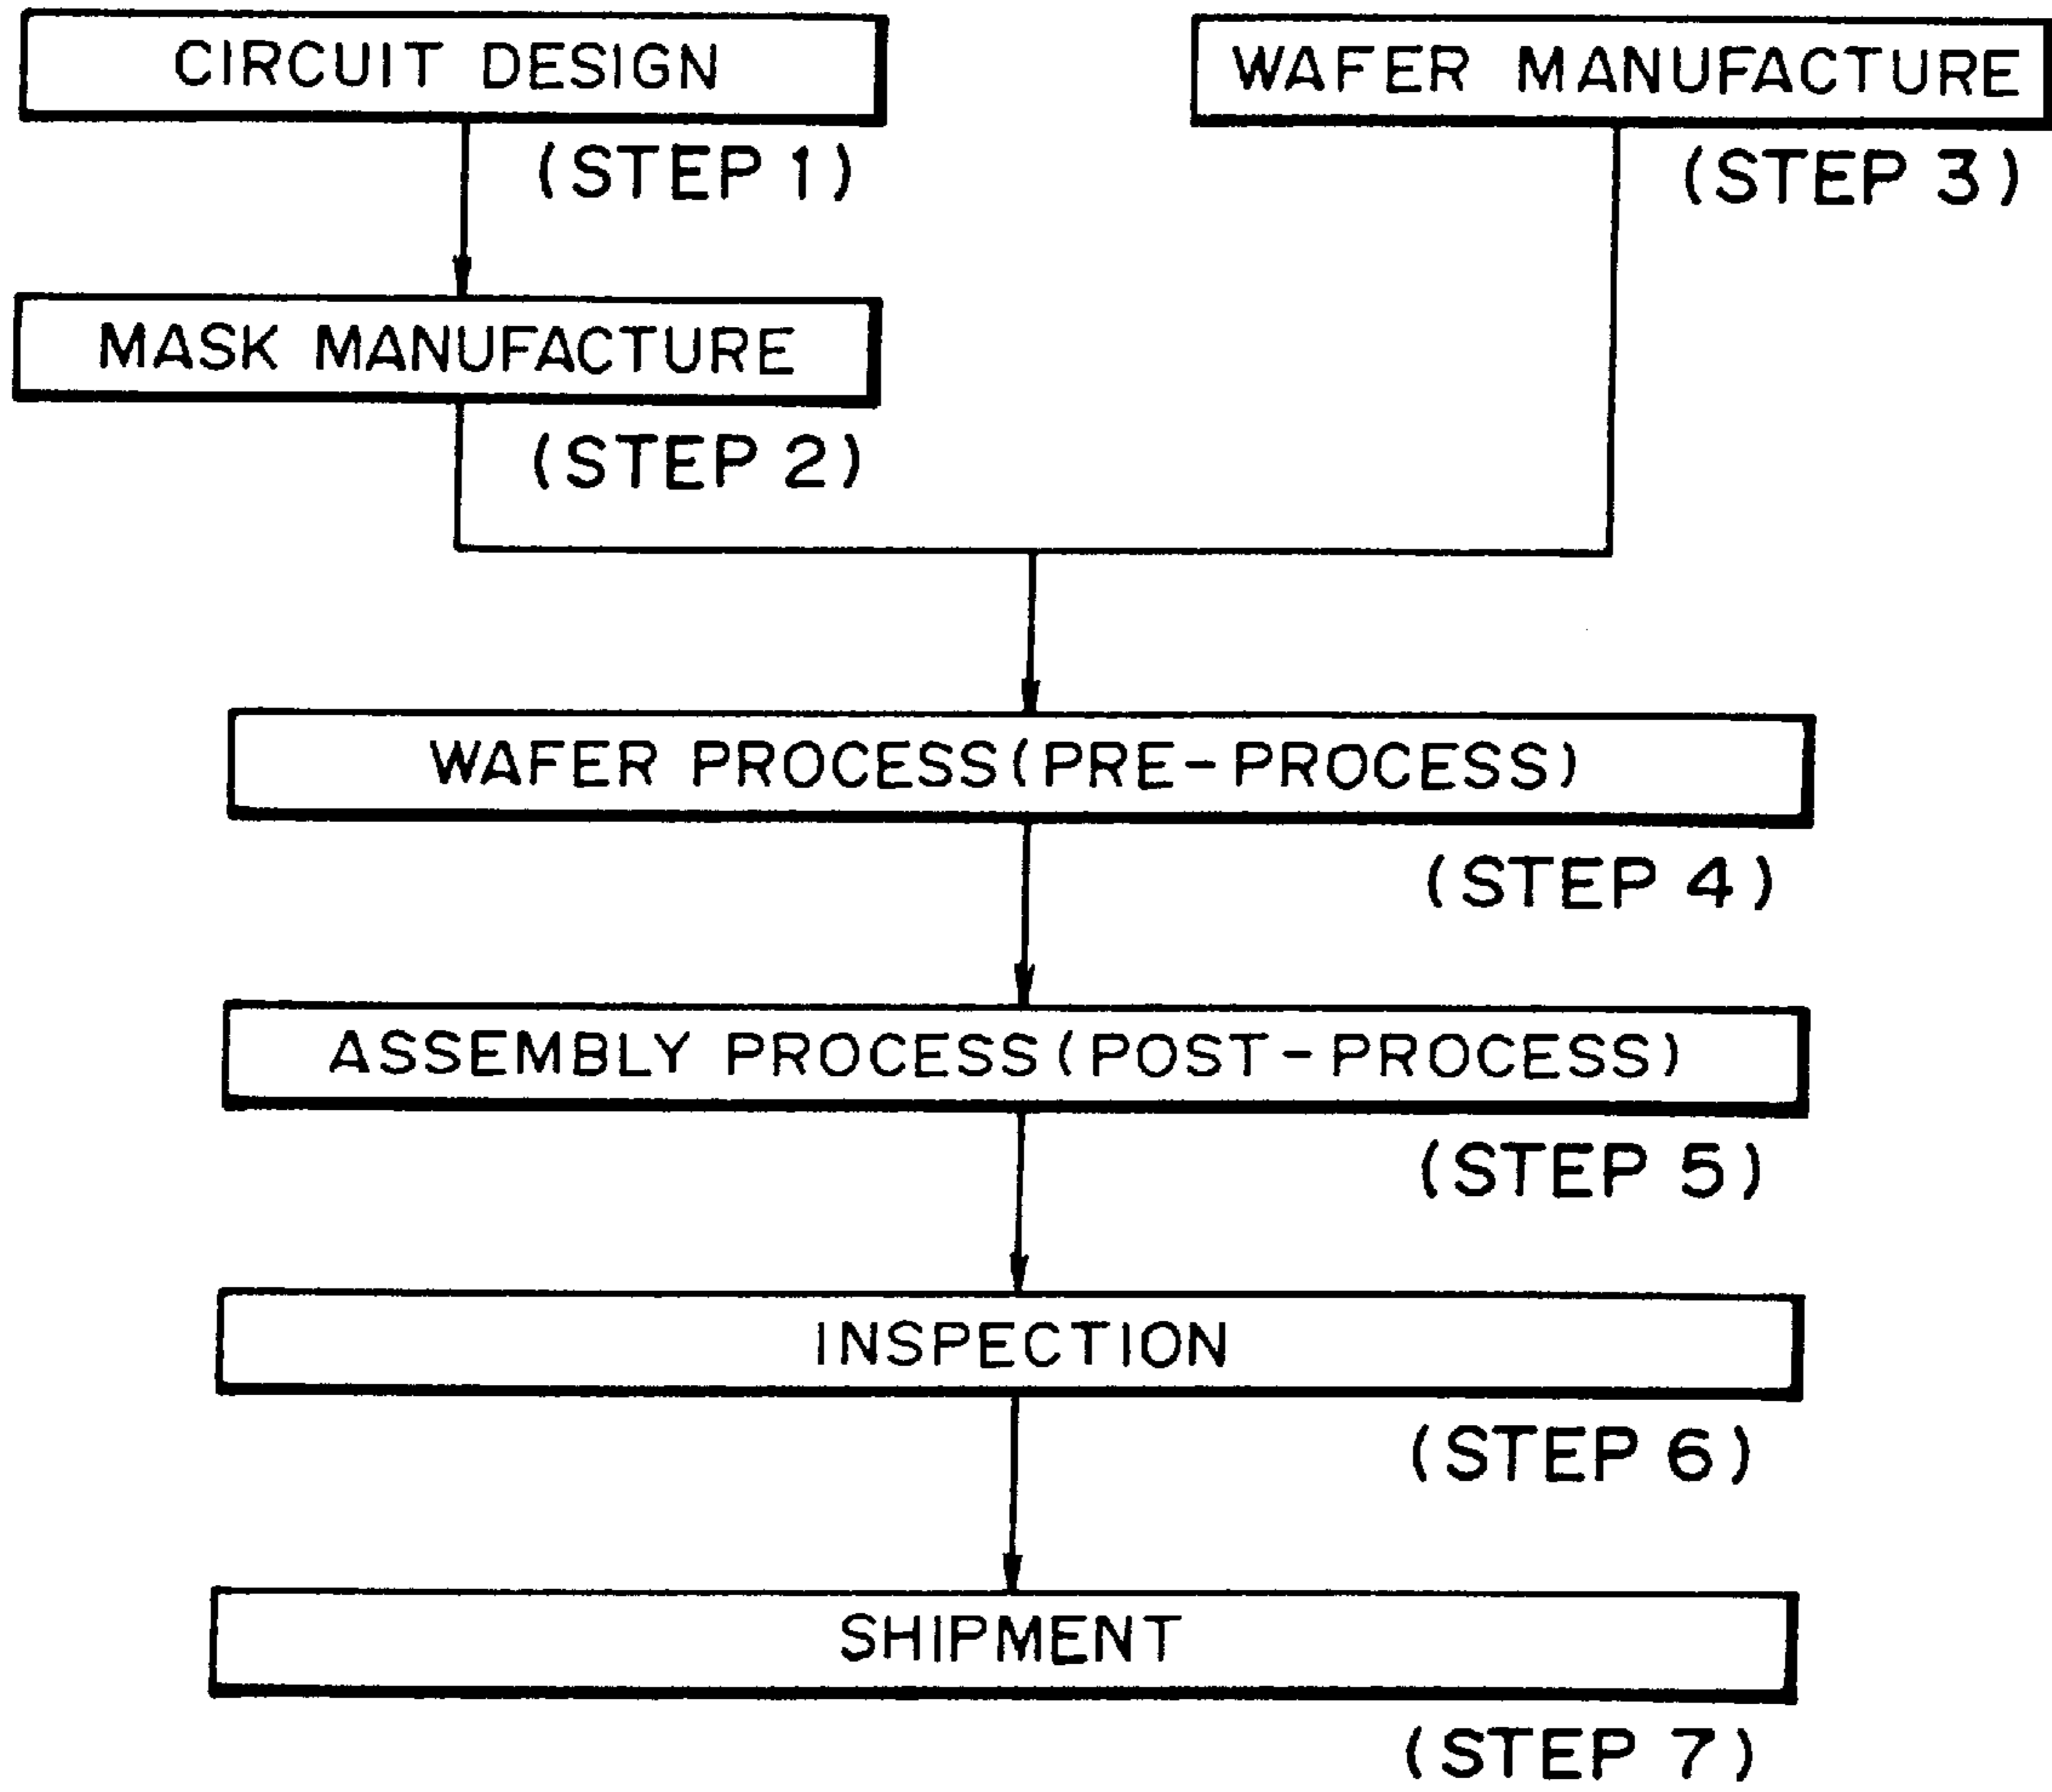 CIRCUIT DESIGN
(STEP 1)
WAFER MANUFACTURE
(STEP 3)
MASK MANUFACTURE
(STEP 2)
WAFER PROCESS(PRE-PROCESS)
(STEP 4)
ASSEMBLY PROCESS(POST-PROCESS)
(STEP 5)
INSPECTION
(STEP 6)
SHIPMENT
(STEP 7)